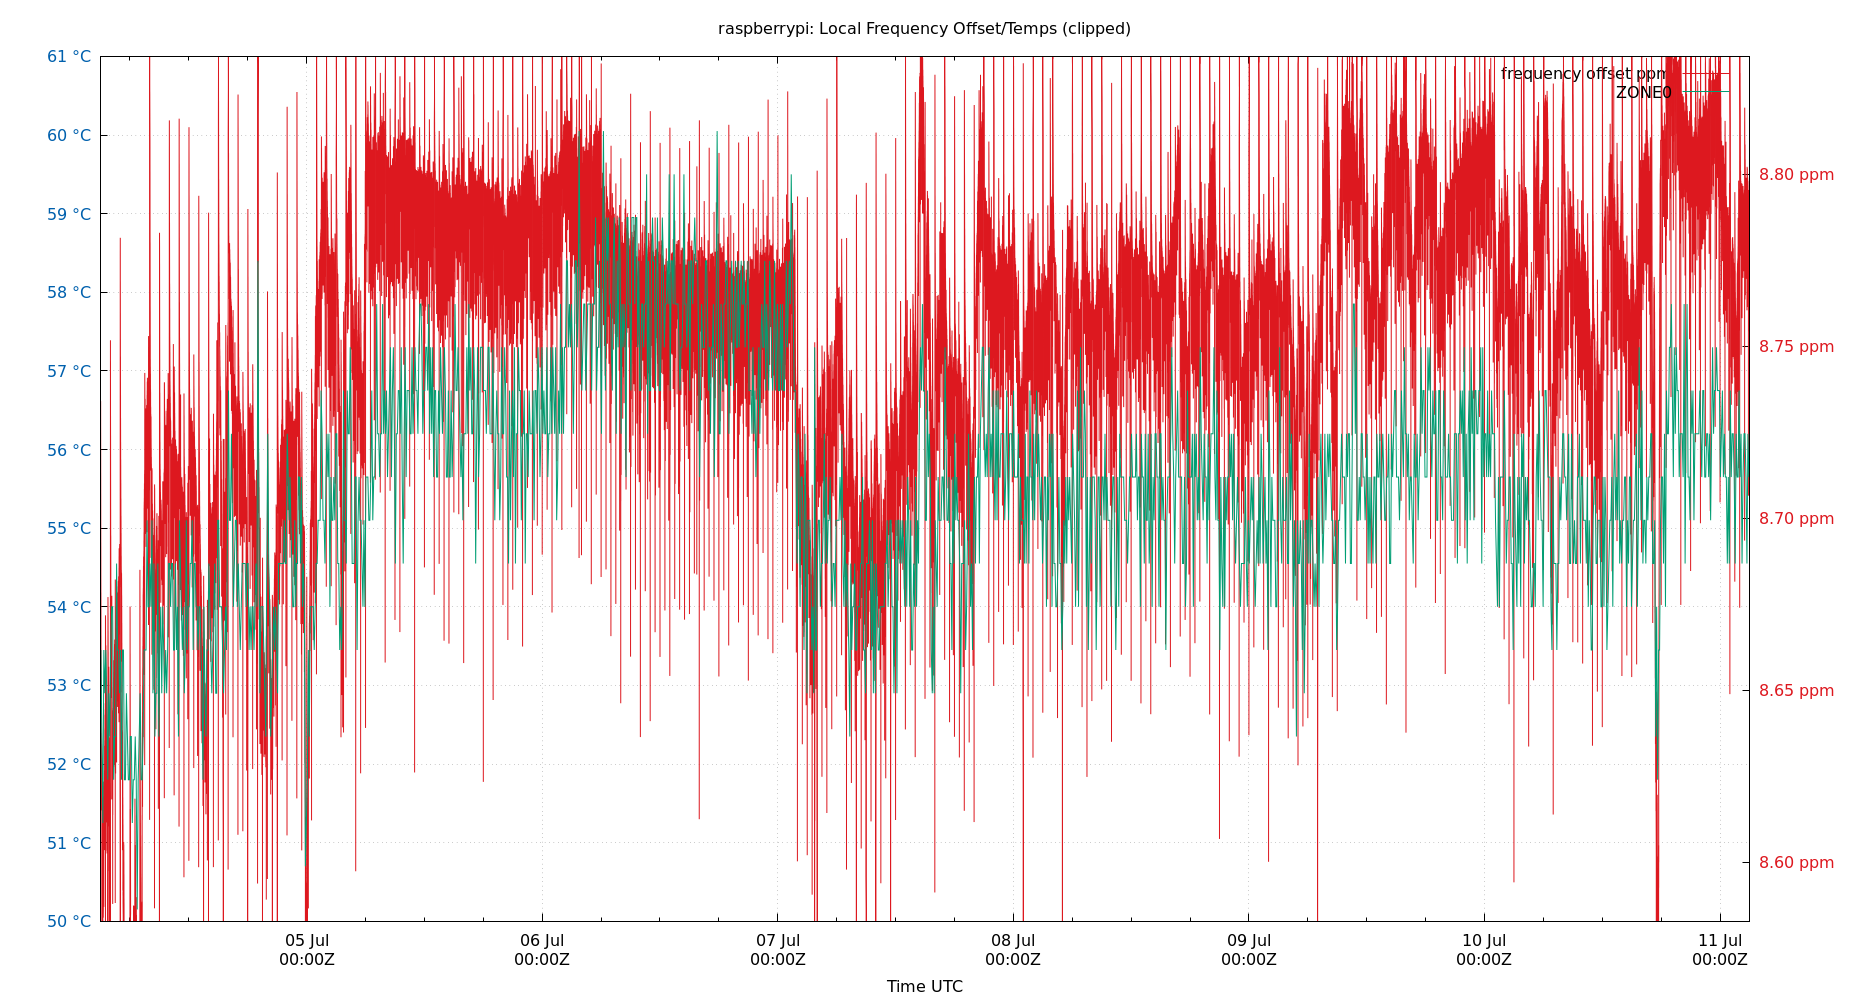 raspberrypi: Local Frequency Offset/Temps (clipped)
61 °C
60 °C
59 °C
58 °C
57 °C
56 °C
55 °C
54 °C
53 °C
52 °C
51 °C
50 °C
frequency offset ppm
ZONE0
8.80 ppm
8.75 ppm
8.70 ppm
8.65 ppm
8.60 ppm
05 Jul
00:00Z
06 Jul
00:00Z
07 Jul
00:00Z
08 Jul
00:00Z
09 Jul
00:00Z
10 Jul
00:00Z
11 Jul
00:00Z
Time UTC